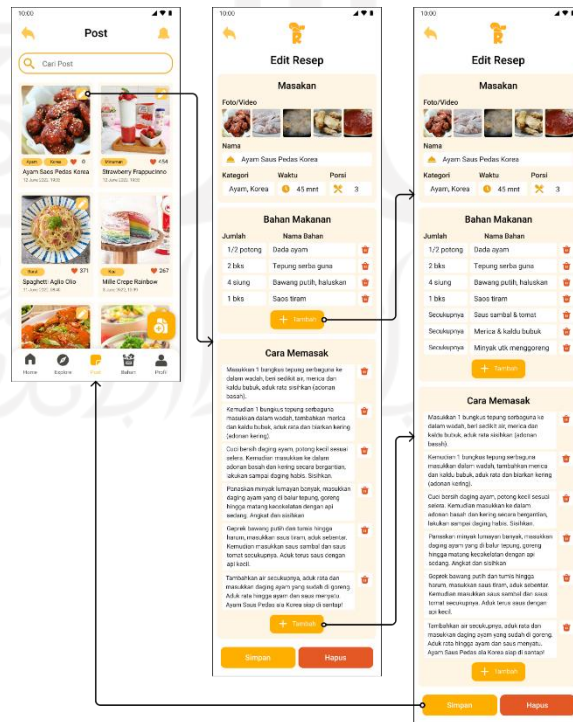 10:00
Post
Cari Post
Ayam Korea 0
Ayam Saos Pedas Korea
Minuman 454
Strawberry Frappucinno
371
Spaghetti Aglio Olio
Kue 267
Mille Crepe Rainbow
Home Explore Post Bahan Profil
10:00
Edit Resep
Masakan
Foto/Video
Nama
Ayam Saus Pedas Korea
Kategori Waktu Porsi
Ayam, Korea 45 mnt 3
Bahan Makanan
Jumlah Nama Bahan
1/2 potong Dada ayam
2 bks Tepung serba guna
4 siung Bawang putih, haluskan
1 bks Saos tiram
+ Tambah
Cara Memasak
Masukkan 1 bungkus tepung serbaguna ke
dalam wadah, beri sedikit air, merica dan
kaldu bubuk, aduk rata sisihkan (adonan
basah).
Kemudian 1 bungkus tepung serbaguna
masukkan dalam wadah, tambahkan merica
dan kaldu bubuk, aduk rata dan biarkan kering
(adonan kering).
Cuci bersih daging ayam, potong kecil sesuai
selera. Kemudian masukkan ke dalam
adonan basah dan kering secara bergantian,
lakukan sampai daging habis. Sisihkan.
Panaskan minyak lumayan banyak, masukkan
daging ayam yang di balur tepung, goreng
hingga matang kecokelatan dengan api
sedang. Angkat dan sisihkan
Geprek bawang putih dan tumis hingga
harum, masukkan saus tiram, aduk sebentar.
Kemudian masukkan saus sambal dan saus
tomat secukupnya. Aduk terus dengan
api kecil.
Tambahkan air secukupnya, aduk rata dan
masukkan daging ayam yang sudah di goreng.
Aduk rata hingga ayam dan saus menyatu.
Ayam Saus Pedas ala Korea siap di santap!
+ Tambah
Simpan Hapus
10:00
Edit Resep
Masakan
Foto/Video
Nama
Ayam Saus Pedas Korea
Kategori Waktu Porsi
Ayam, Korea 45 mnt 3
Bahan Makanan
Jumlah Nama Bahan
1/2 potong Dada ayam
2 bks Tepung serba guna
4 siung Bawang putih, haluskan
1 bks Saos tiram
Secukupnya Saus sambal & tomat
Secukupnya Merica & kaldu bubuk
Secukupnya Minyak utk menggoreng
+ Tambah
Cara Memasak
Masukkan 1 bungkus tepung serbaguna ke
dalam wadah, beri sedikit air, merica dan
kaldu bubuk, aduk rata sisihkan (adonan
basah).
Kemudian 1 bungkus tepung serbaguna
masukkan dalam wadah, tambahkan merica
dan kaldu bubuk, aduk rata dan biarkan kering
(adonan kering).
Cuci bersih daging ayam, potong kecil sesuai
selera. Kemudian masukkan ke dalam
adonan basah dan kering secara bergantian,
lakukan sampai daging habis. Sisihkan.
Panaskan minyak lumayan banyak, masukkan
daging ayam yang di balur tepung, goreng
hingga matang kecokelatan dengan api
sedang. Angkat dan sisihkan
Geprek bawang putih dan tumis hingga
harum, masukkan saus tiram, aduk sebentar.
Kemudian masukkan saus sambal dan saus
tomat secukupnya. Aduk terus dengan
api kecil.
Tambahkan air secukupnya, aduk rata dan
masukkan daging ayam yang sudah di goreng.
Aduk rata hingga ayam dan saus menyatu.
Ayam Saus Pedas ala Korea siap di santap!
+ Tambah
Simpan Hapus